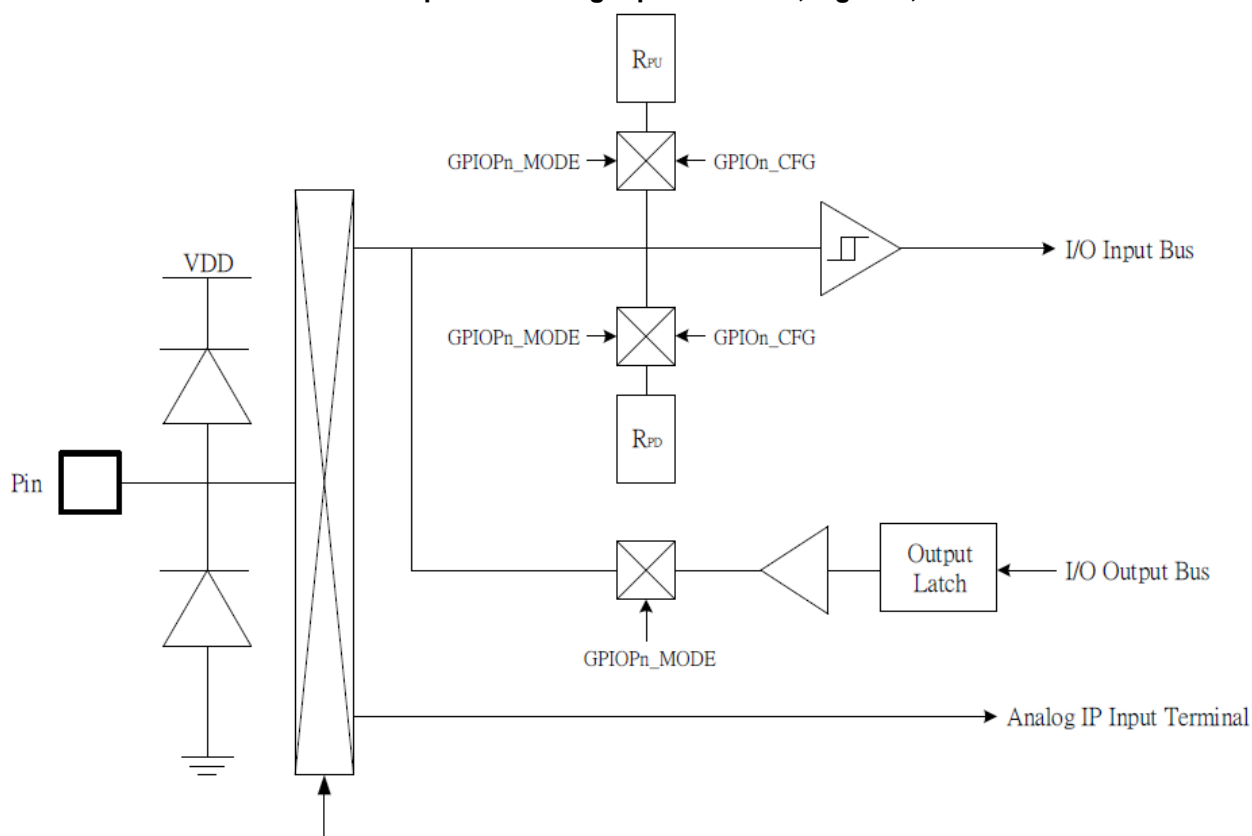 RPU
GPIOPn_MODE
GPIOn_CFG
VDD
I/O Input Bus
GPIOPn_MODE
GPIOn_CFG
RPD
Pin
Output
Latch
I/O Output Bus
GPIOPn_MODE
Analog IP Input Terminal